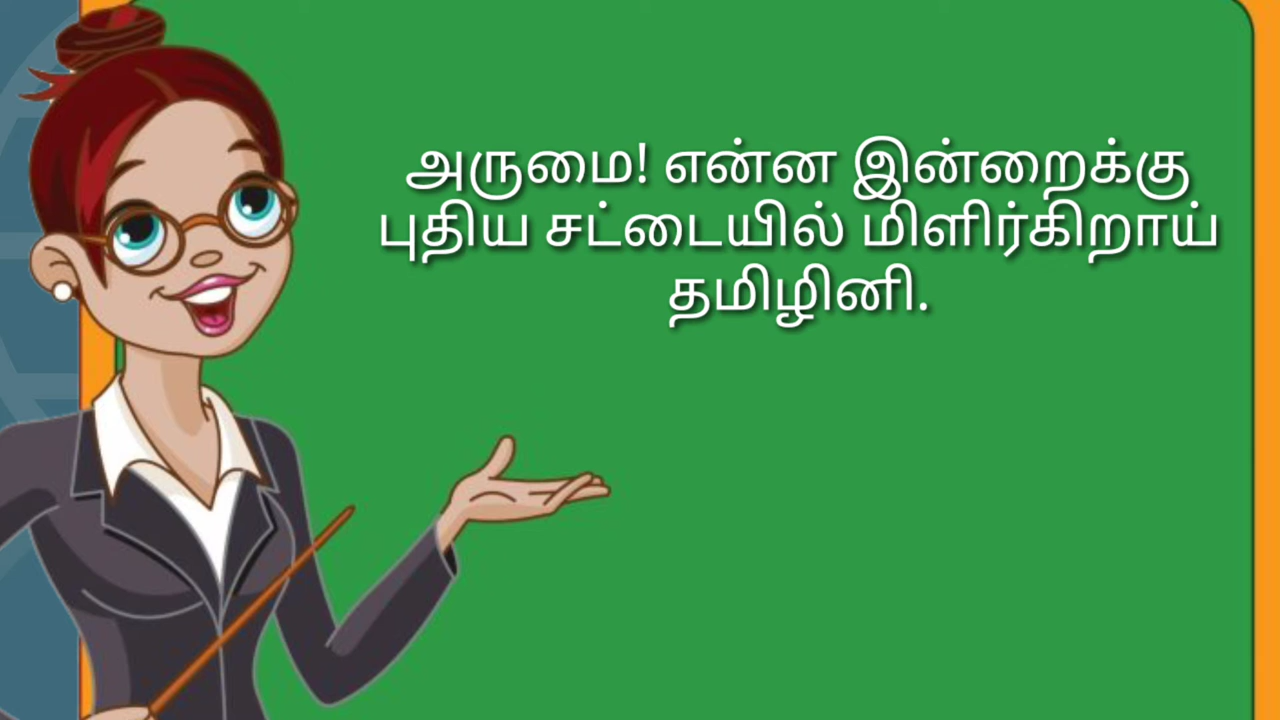 அருமை! என்ன இன்றைக்கு
புதிய சட்டையில் மிளிர்கிறாய்
தமிழினி.